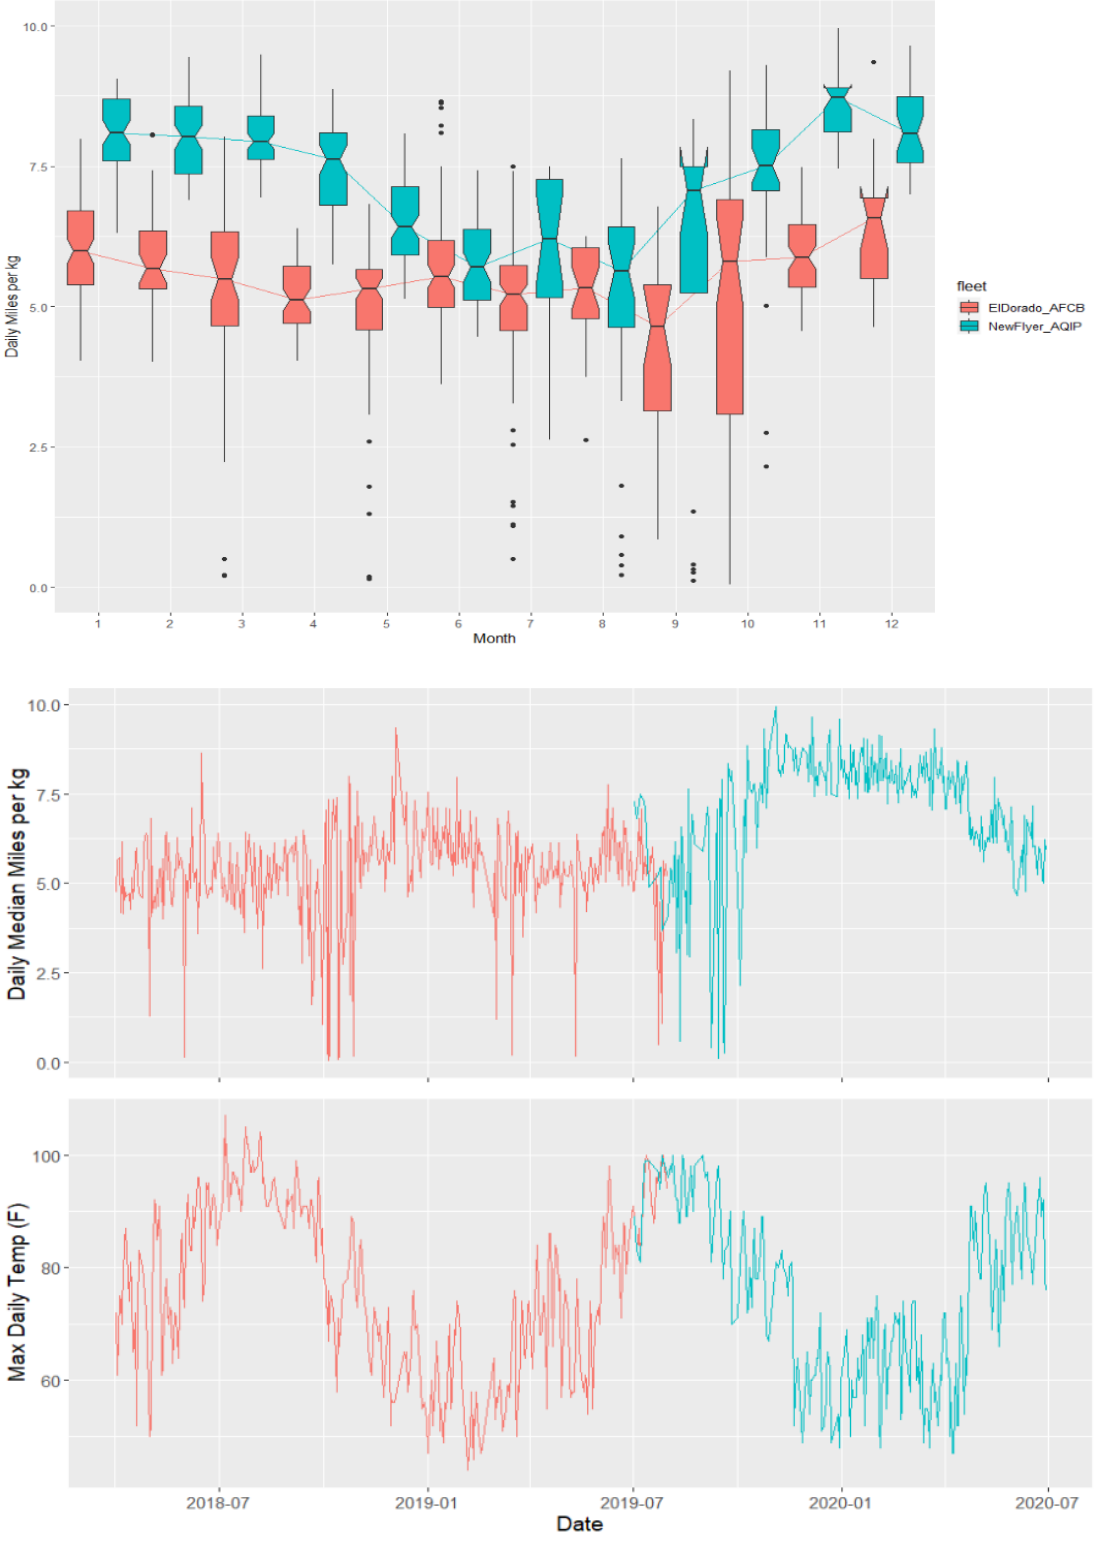 10.0
7.5
5.0
2.5
0.0
Daily Miles per kg
1 2 3 4 5 6 7 8 9 10 11 12
Month
fleet
ElDorado_AFCB
NewFlyer_AQIP
10.0
7.5
5.0
2.5
0.0
Daily Median Miles per kg
100
80
60
Max Daily Temp (F)
2018-07 2019-01 2019-07 2020-01 2020-07
Date